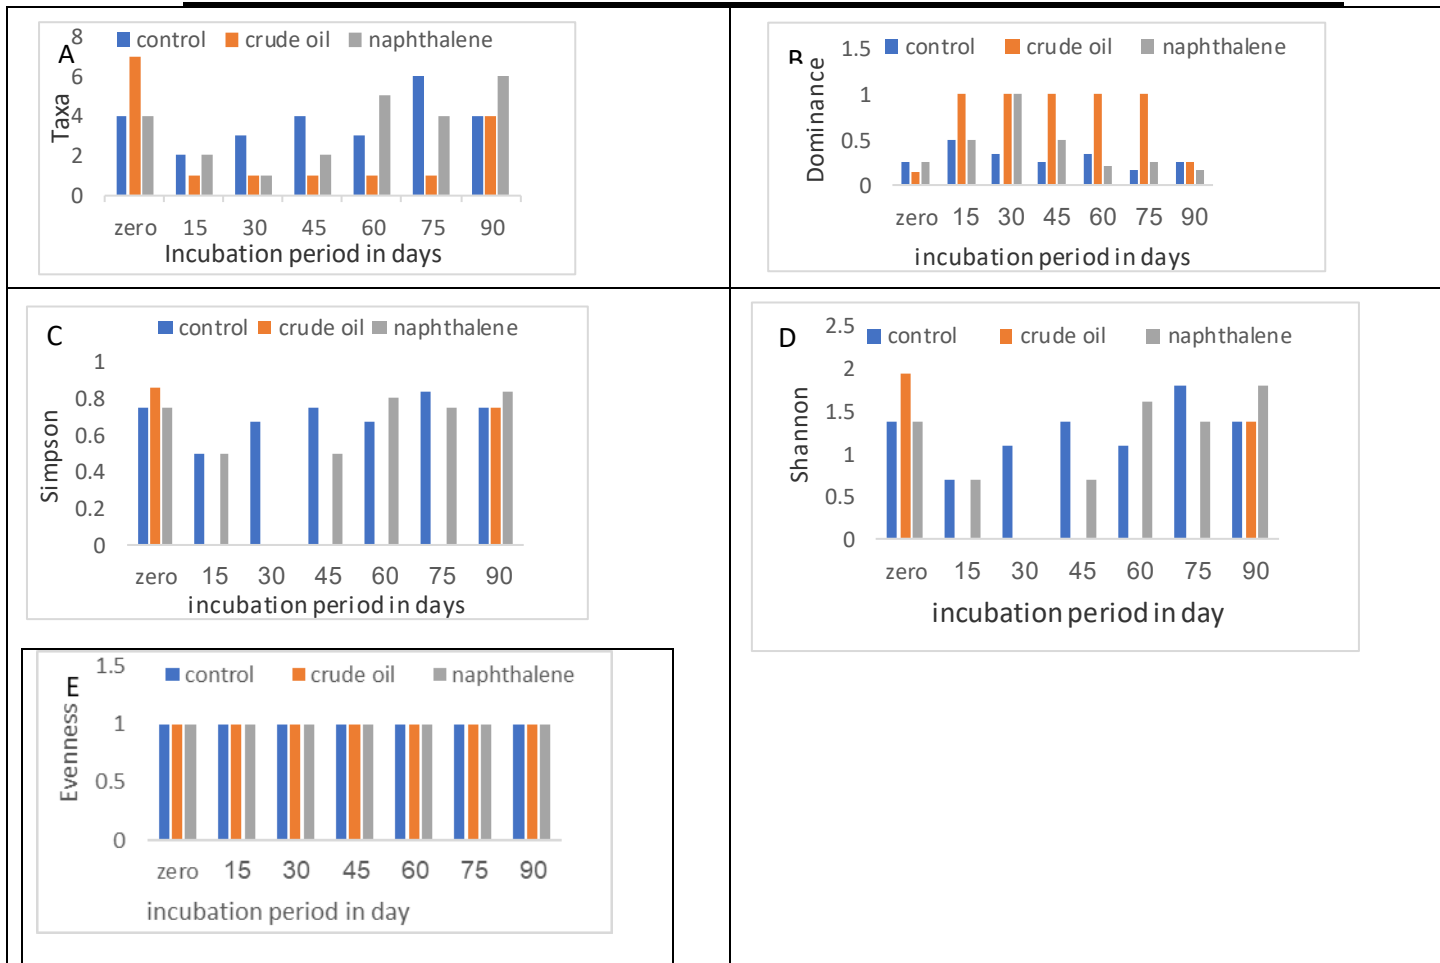 A
control crude oil naphthalene
8
6
4
2
0
Taxa
zero 15 30 45 60 75 90
Incubation period in days
B
control crude oil naphthalene
1.5
1
0.5
0
Dominance
zero 15 30 45 60 75 90
incubation period in days
C
control crude oil naphthalene
1
0.8
0.6
0.4
0.2
0
Simpson
zero 15 30 45 60 75 90
incubation period in days
D
control crude oil naphthalene
2.5
2
1.5
1
0.5
0
Shannon
zero 15 30 45 60 75 90
incubation period in day
E
control crude oil naphthalene
1.5
1
0.5
0
Evenness
zero 15 30 45 60 75 90
incubation period in day